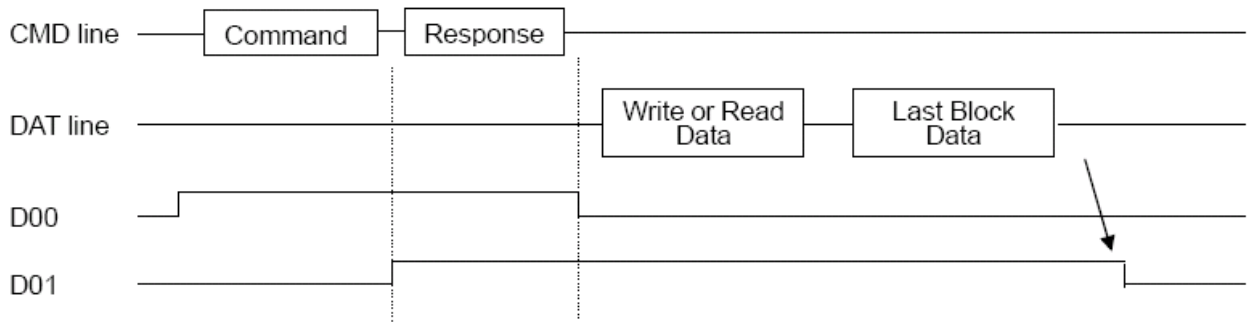 CMD line
Command
Response
DAT line
Write or Read
Data
Last Block
Data
D00
D01